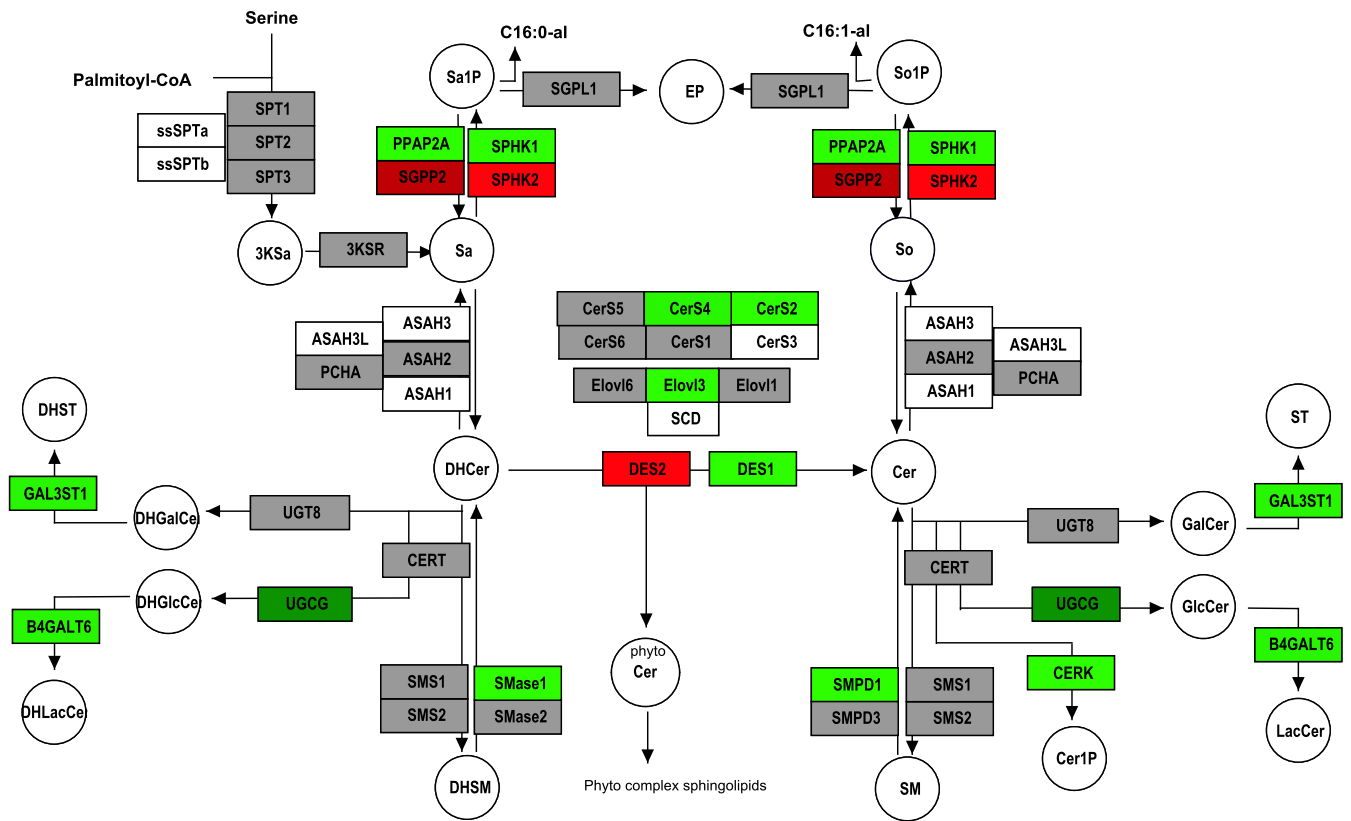 Serine
C16:0-al
C16:1-al
Palmitoyl-CoA
Sa1P
EP
So1P
SGPL1
SGPL1
SPT1
ssSPTa
SPT2
ssSPTb
SPT3
PPAP2A
SPHK1
SGPP2
SPHK2
PPAP2A
SPHK1
SGPP2
SPHK2
3KSa
3KSR
Sa
So
CerS5
CerS4
CerS2
CerS6
CerS1
CerS3
ASAH3
ASAH3L
ASAH2
PCHA
ASAH1
ASAH3
ASAH3L
ASAH2
PCHA
ASAH1
Elovl6
Elovl3
Elovl1
SCD
DHST
ST
DHCer
DES2
DES1
Cer
GAL3ST1
GAL3ST1
DHGalCer
UGT8
UGT8
GalCer
CERT
CERT
DHGlcCer
UGCG
UGCG
GlcCer
B4GALT6
B4GALT6
phyto
Cer
CERK
SMS1
SMase1
SMS2
SMase2
SMPD1
SMS1
SMPD3
SMS2
DHLacCer
LacCer
Cer1P
DHSM
Phyto complex sphingolipids
SM